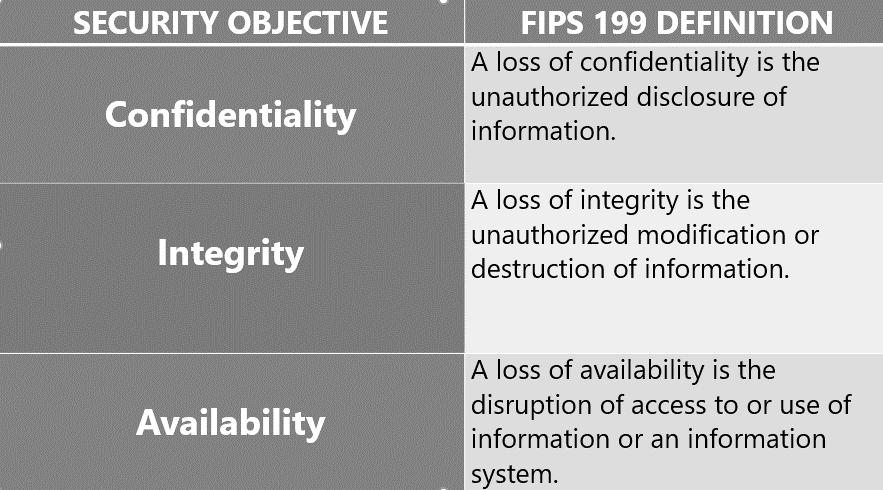 SECURITY OBJECTIVE
FIPS 199 DEFINITION
Confidentiality
A loss of confidentiality is the
unauthorized disclosure of
information.
Integrity
A loss of integrity is the
unauthorized modification or
destruction of information.
Availability
A loss of availability is the
disruption of access to or use of
information or an information
system.